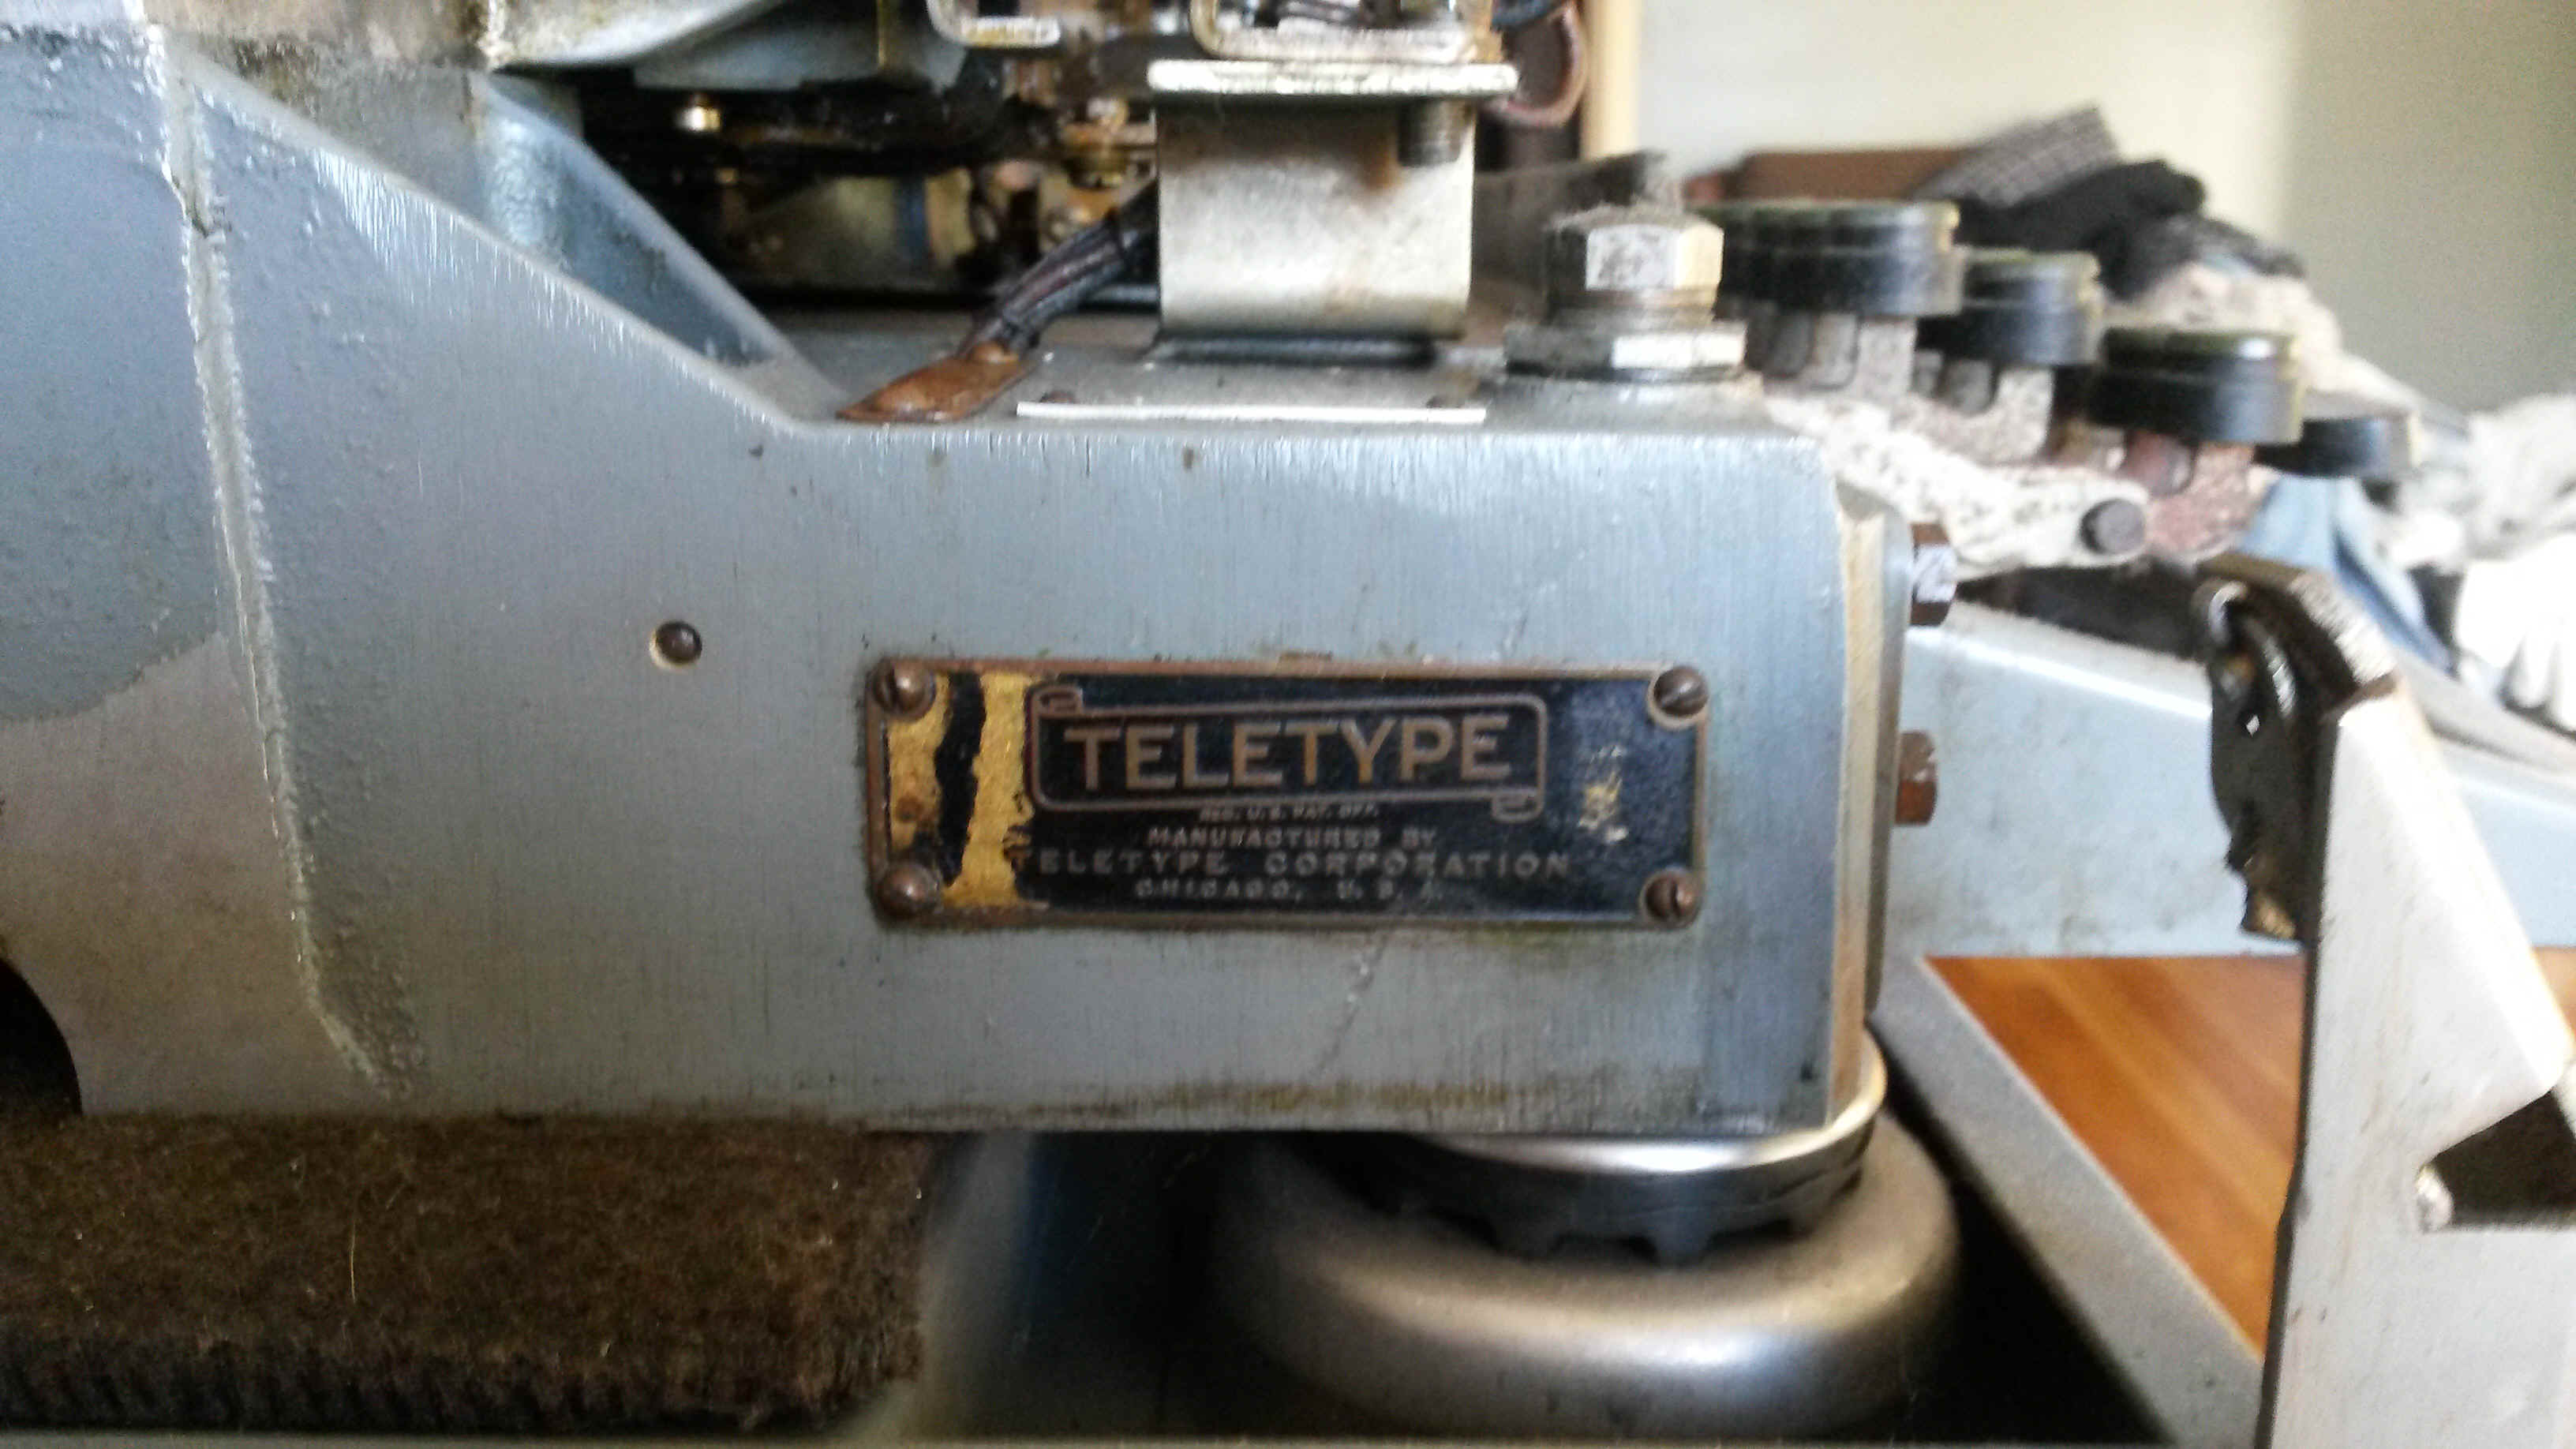 TELETYPE
REG. U.S. PAT. OFF.
MANUFACTURED BY
TELETYPE CORPORATION
CHICAGO, U.S.A.